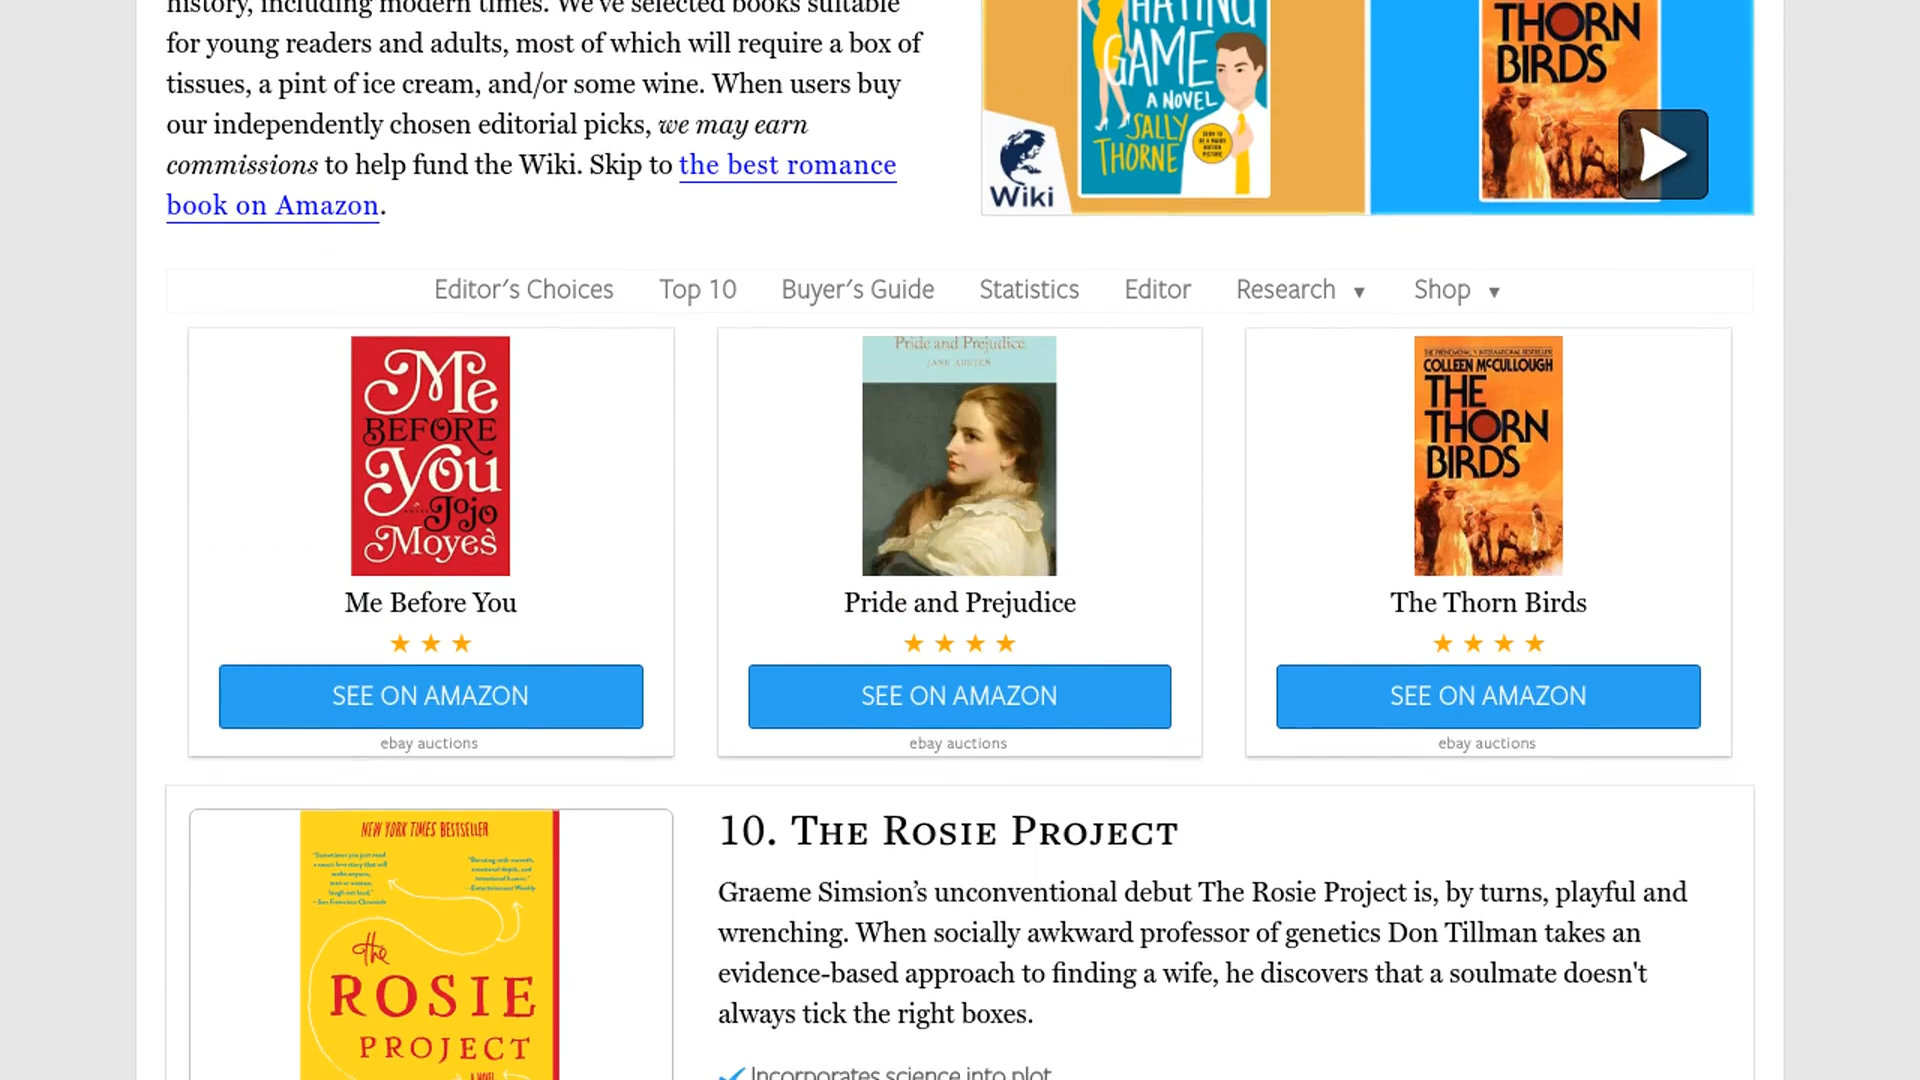 history, including modern times. We've selected books suitable
for young readers and adults, most of which will require a box of
tissues, a pint of ice cream, and/or some wine. When users buy
our independently chosen editorial picks, we may earn
commissions to help fund the Wiki. Skip to the best romance
book on Amazon.
HATING
GAME
A NOVEL
SALLY
THORNE
Wiki
THORN
BIRDS
Editor's Choices Top 10 Buyer's Guide Statistics Editor Research ▼ Shop ▼
Me
BEFORE
You
Jojo
Moyes
Me Before You
SEE ON AMAZON
ebay auctions
Pride and Prejudice
JANE AUSTEN
Pride and Prejudice
SEE ON AMAZON
ebay auctions
THE PHENOMENAL #1 INTERNATIONAL BESTSELLER
COLLEEN McCULLOUGH
THE
THORN
BIRDS
The Thorn Birds
SEE ON AMAZON
ebay auctions
NEW YORK TIMES BESTSELLER
the
ROSIE
PROJECT
10. The Rosie Project
Graeme Simsion's unconventional debut The Rosie Project is, by turns, playful and
wrenching. When socially awkward professor of genetics Don Tillman takes an
evidence-based approach to finding a wife, he discovers that a soulmate doesn't
always tick the right boxes.
Incorporates science into plot